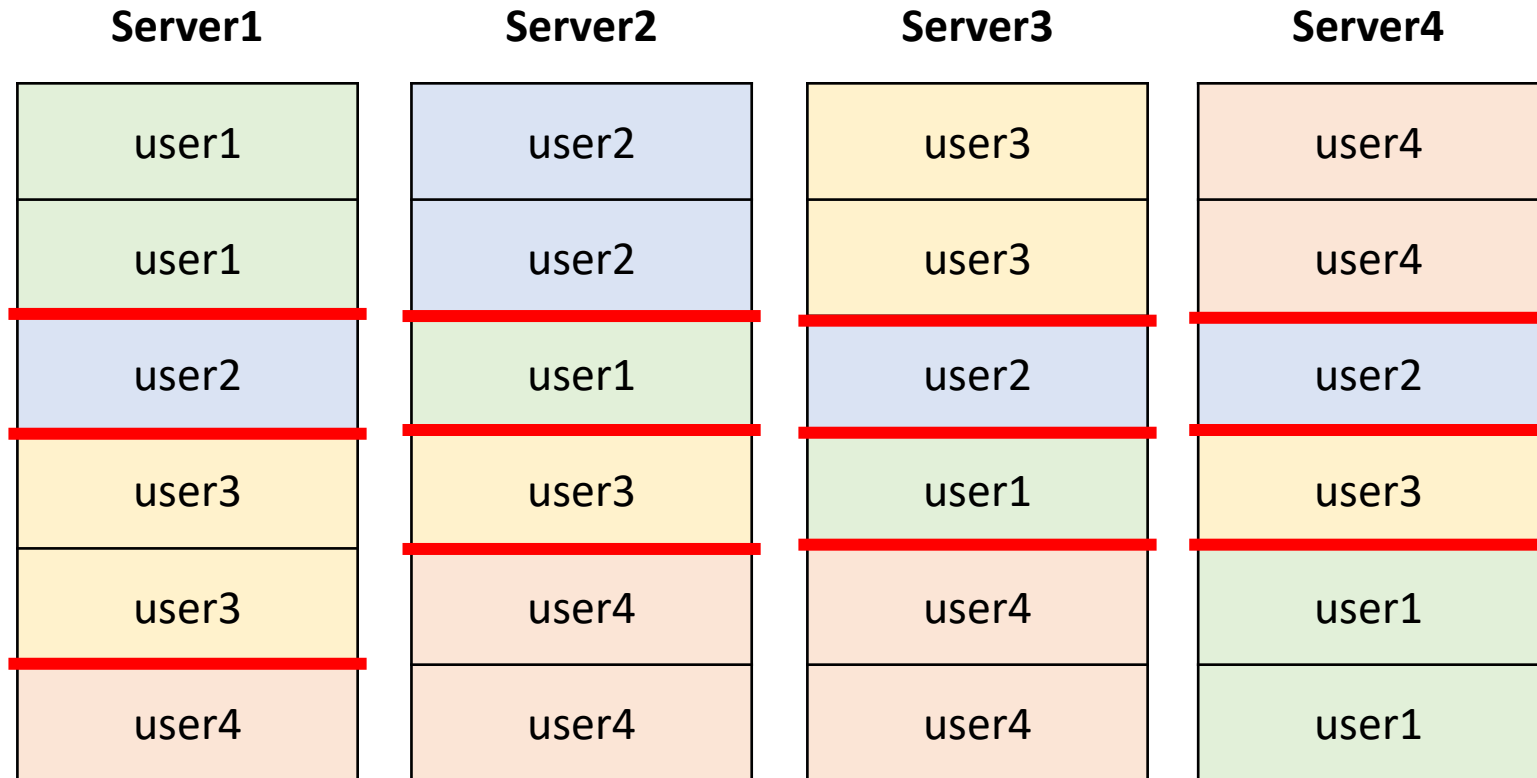 Server1 Server2 Server3 Server4
user1 user2 user3 user4
user1 user2 user3 user4
user2 user1 user2 user2
user3 user3 user1 user3
user3 user4 user4 user1
user4 user4 user4 user1